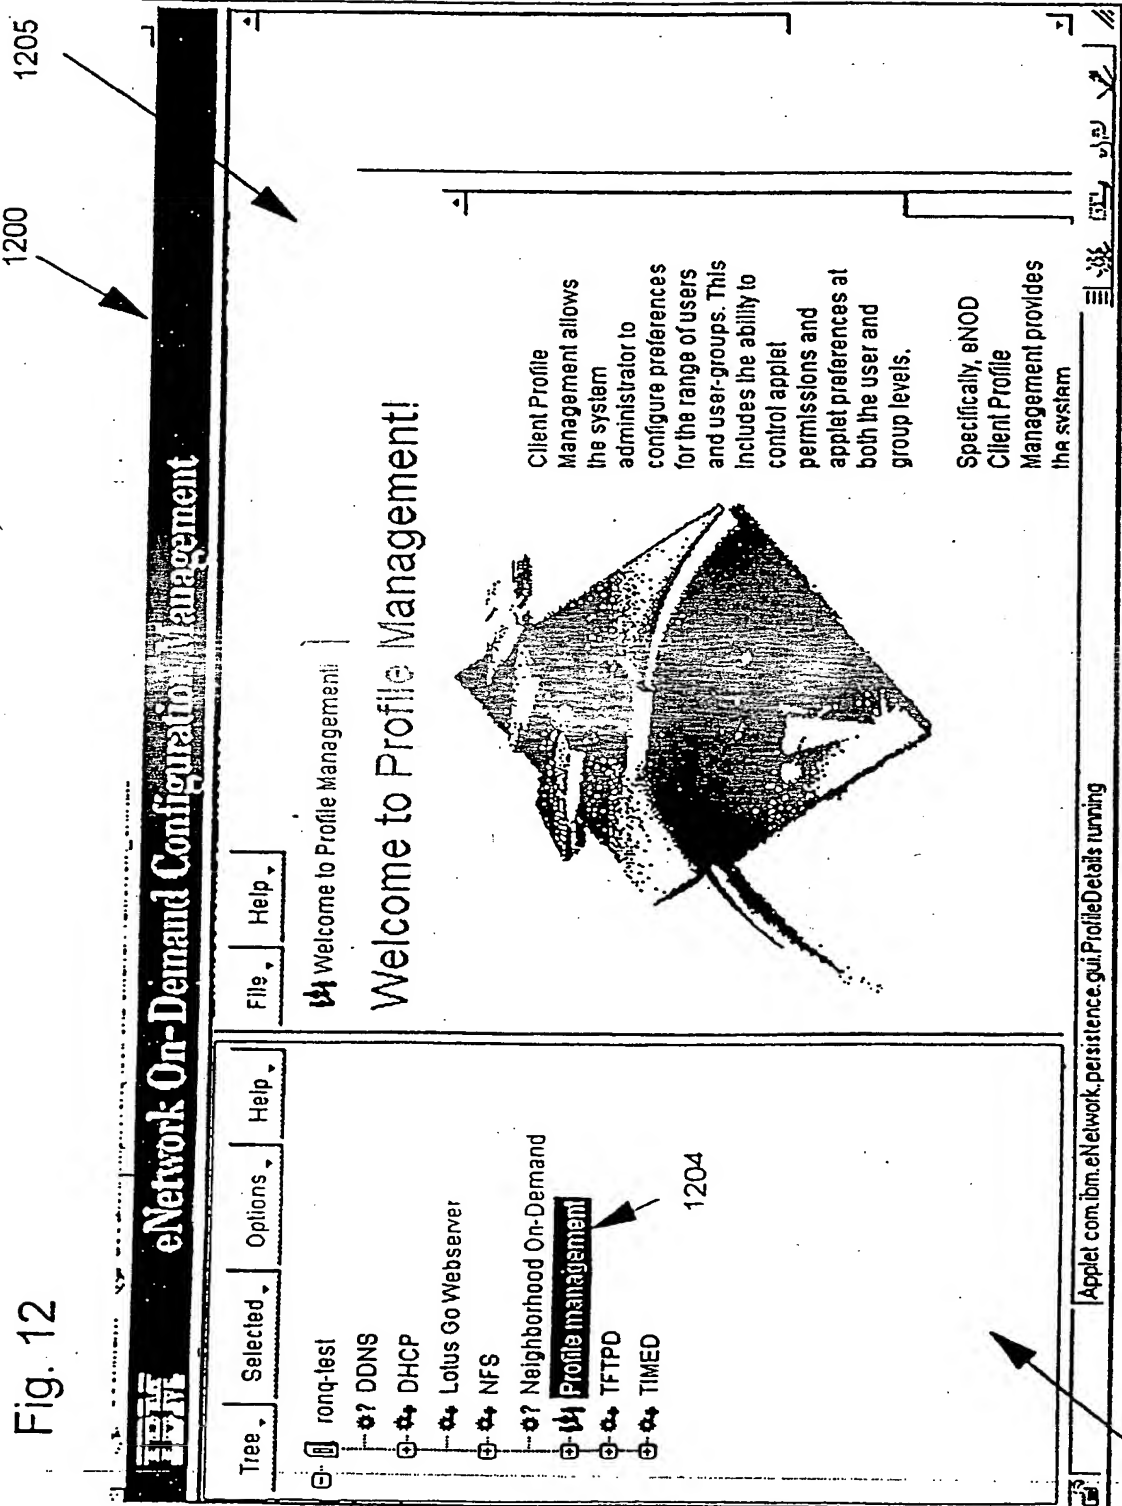 Fig. 12
1200
1205
IBM
eNetwork On-Demand Configuration Management
Tree Selected Options Help
File Help
ronq-test
? DDNS
DHCP
Lotus Go Webserver
NFS
? Neighborhood On-Demand
Profile management
TFTPD
TIMED
1204
Welcome to Profile Management!
Welcome to Profile Management!
Client Profile
Management allows
the system
administrator to
configure preferences
for the range of users
and user-groups. This
includes the ability to
control applet
permissions and
applet preferences at
both the user and
group levels.
Specifically, eNOD
Client Profile
Management provides
the system
Applet com.ibm.eNetwork.persistence.gui.ProfileDetails running